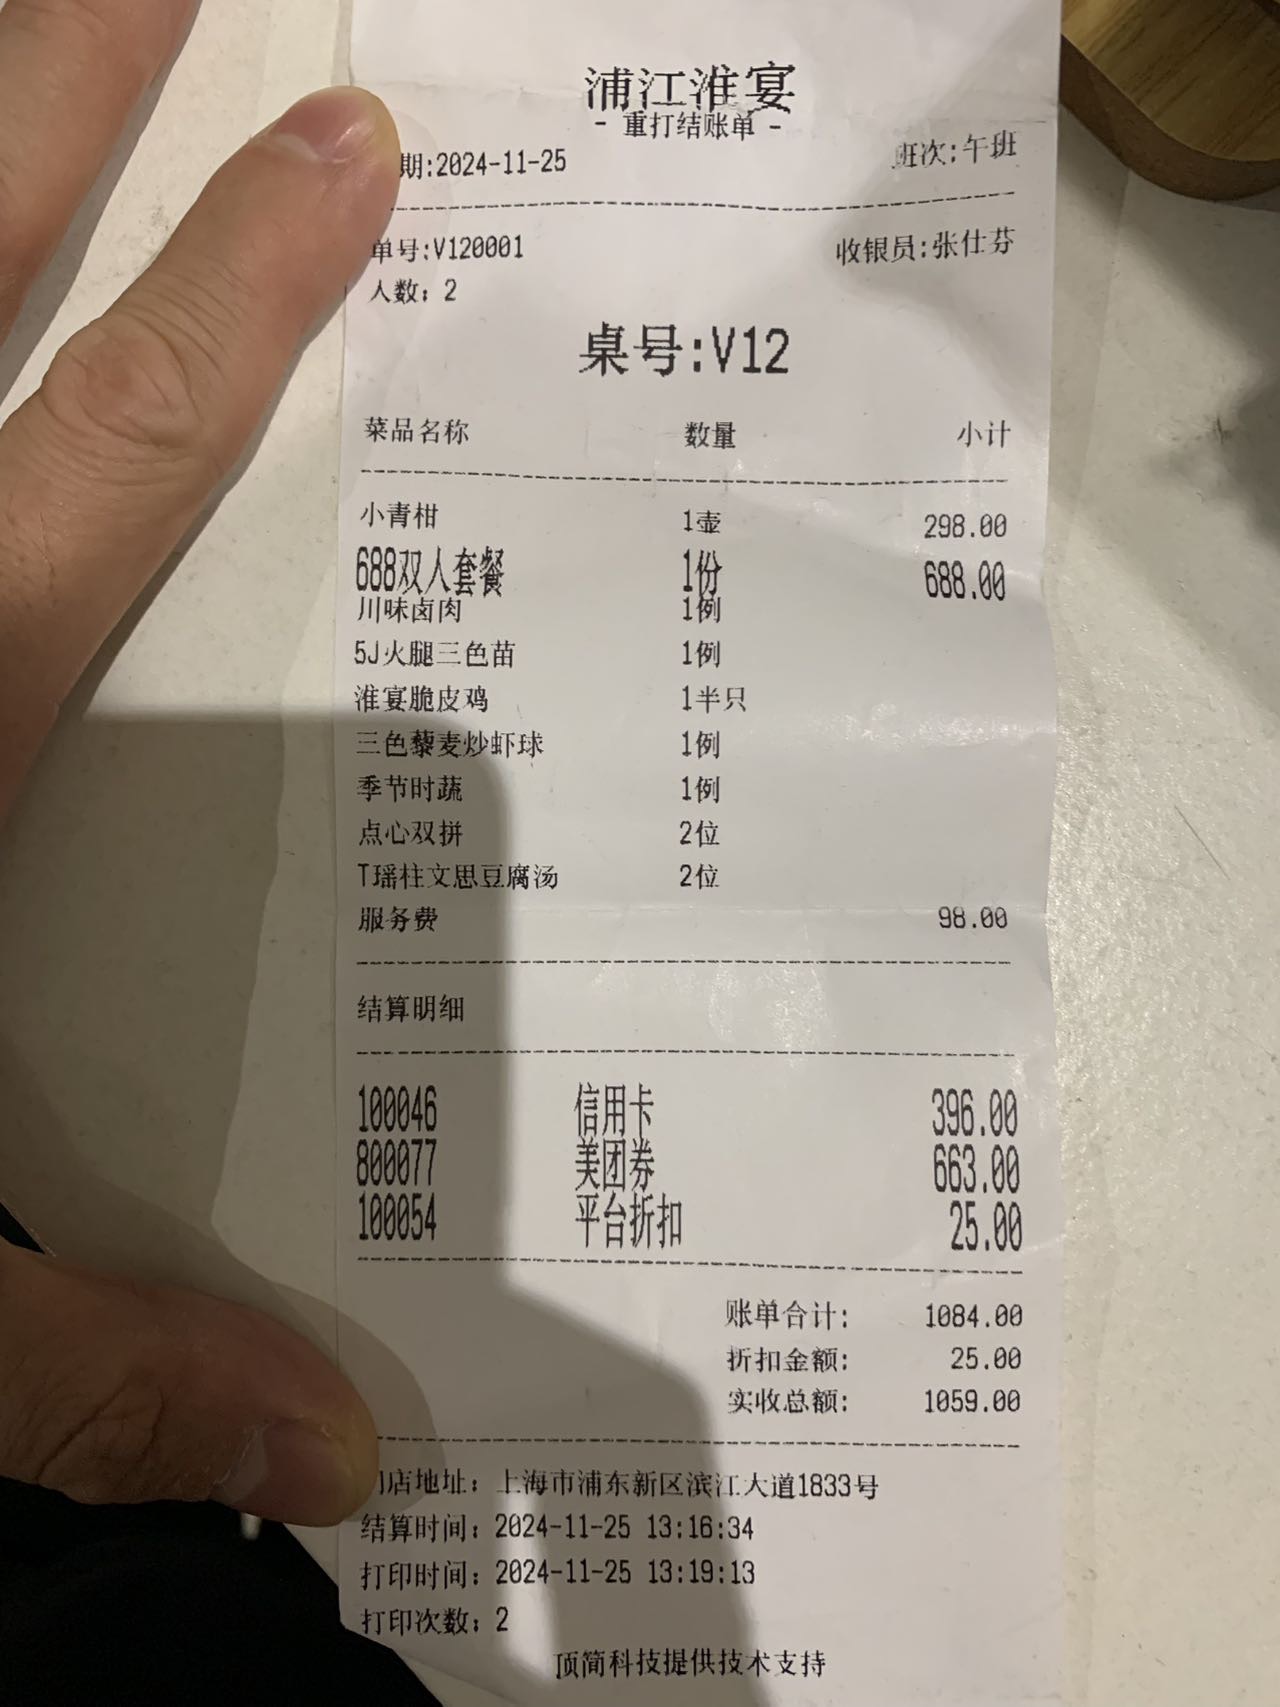 浦江淮宴
- 重打结账单 -
期:2024-11-25 班次:午班
单号:V120001 收银员:张仕芬
人数：2
桌号:V12
菜品名称 数量 小计
小青柑 1壶 298.00
688双人套餐 1份 688.00
川味卤肉 1例
5J火腿三色苗 1例
淮宴脆皮鸡 1半只
三色藜麦炒虾球 1例
季节时蔬 1例
点心双拼 2位
T瑶柱文思豆腐汤 2位
服务费 98.00
结算明细
100046 信用卡 396.00
800077 美团券 663.00
100054 平台折扣 25.00
账单合计: 1084.00
折扣金额: 25.00
实收总额: 1059.00
店地址：上海市浦东新区滨江大道1833号
结算时间：2024-11-25 13:16:34
打印时间：2024-11-25 13:19:13
打印次数：2
顶简科技提供技术支持